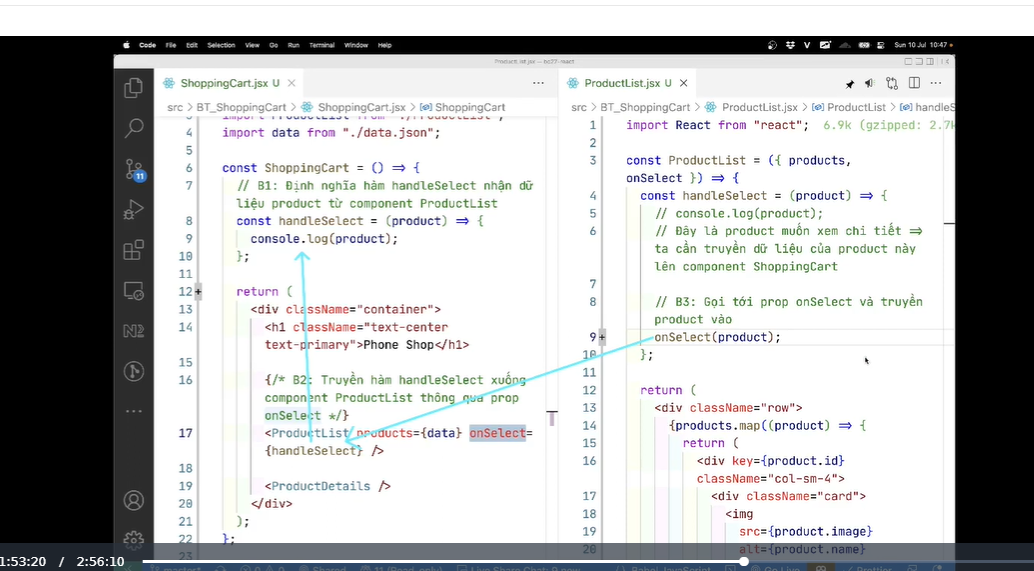 Code File Edit Selection View Go Run Terminal Window Help
Sun 10 Jul 10:47
ProductList.jsx — bc27-react
ShoppingCart.jsx U
src > BT_ShoppingCart > ShoppingCart.jsx > ShoppingCart
4 import data from "./data.json";
5
6 const ShoppingCart = () => {
7 // B1: Định nghĩa hàm handleSelect nhận dữ
liệu product từ component ProductList
8 const handleSelect = (product) => {
9 console.log(product);
10 };
11
12 return (
13 <div className="container">
14 <h1 className="text-center
text-primary">Phone Shop</h1>
15
16 {/* B2: Truyền hàm handleSelect xuống
component ProductList thông qua prop
onSelect */}
17 <ProductList products={data} onSelect=
{handleSelect} />
18
19 <ProductDetails />
20 </div>
21 );
22 };
23
11
ProductList.jsx U
src > BT_ShoppingCart > ProductList.jsx > ProductList > handleS
1 import React from "react"; 6.9k (gzipped: 2.7k
2
3 const ProductList = ({ products,
onSelect }) => {
4 const handleSelect = (product) => {
5 // console.log(product);
6 // Đây là product muốn xem chi tiết =>
ta cần truyền dữ liệu của product này
lên component ShoppingCart
7
8 // B3: Gọi tới prop onSelect và truyền
product vào
9 onSelect(product);
10 };
11
12 return (
13 <div className="row">
14 {products.map((product) => {
15 return (
16 <div key={product.id}
className="col-sm-4">
17 <div className="card">
18 <img
19 src={product.image}
20 alt={product.name}
1:53:20 / 2:56:10